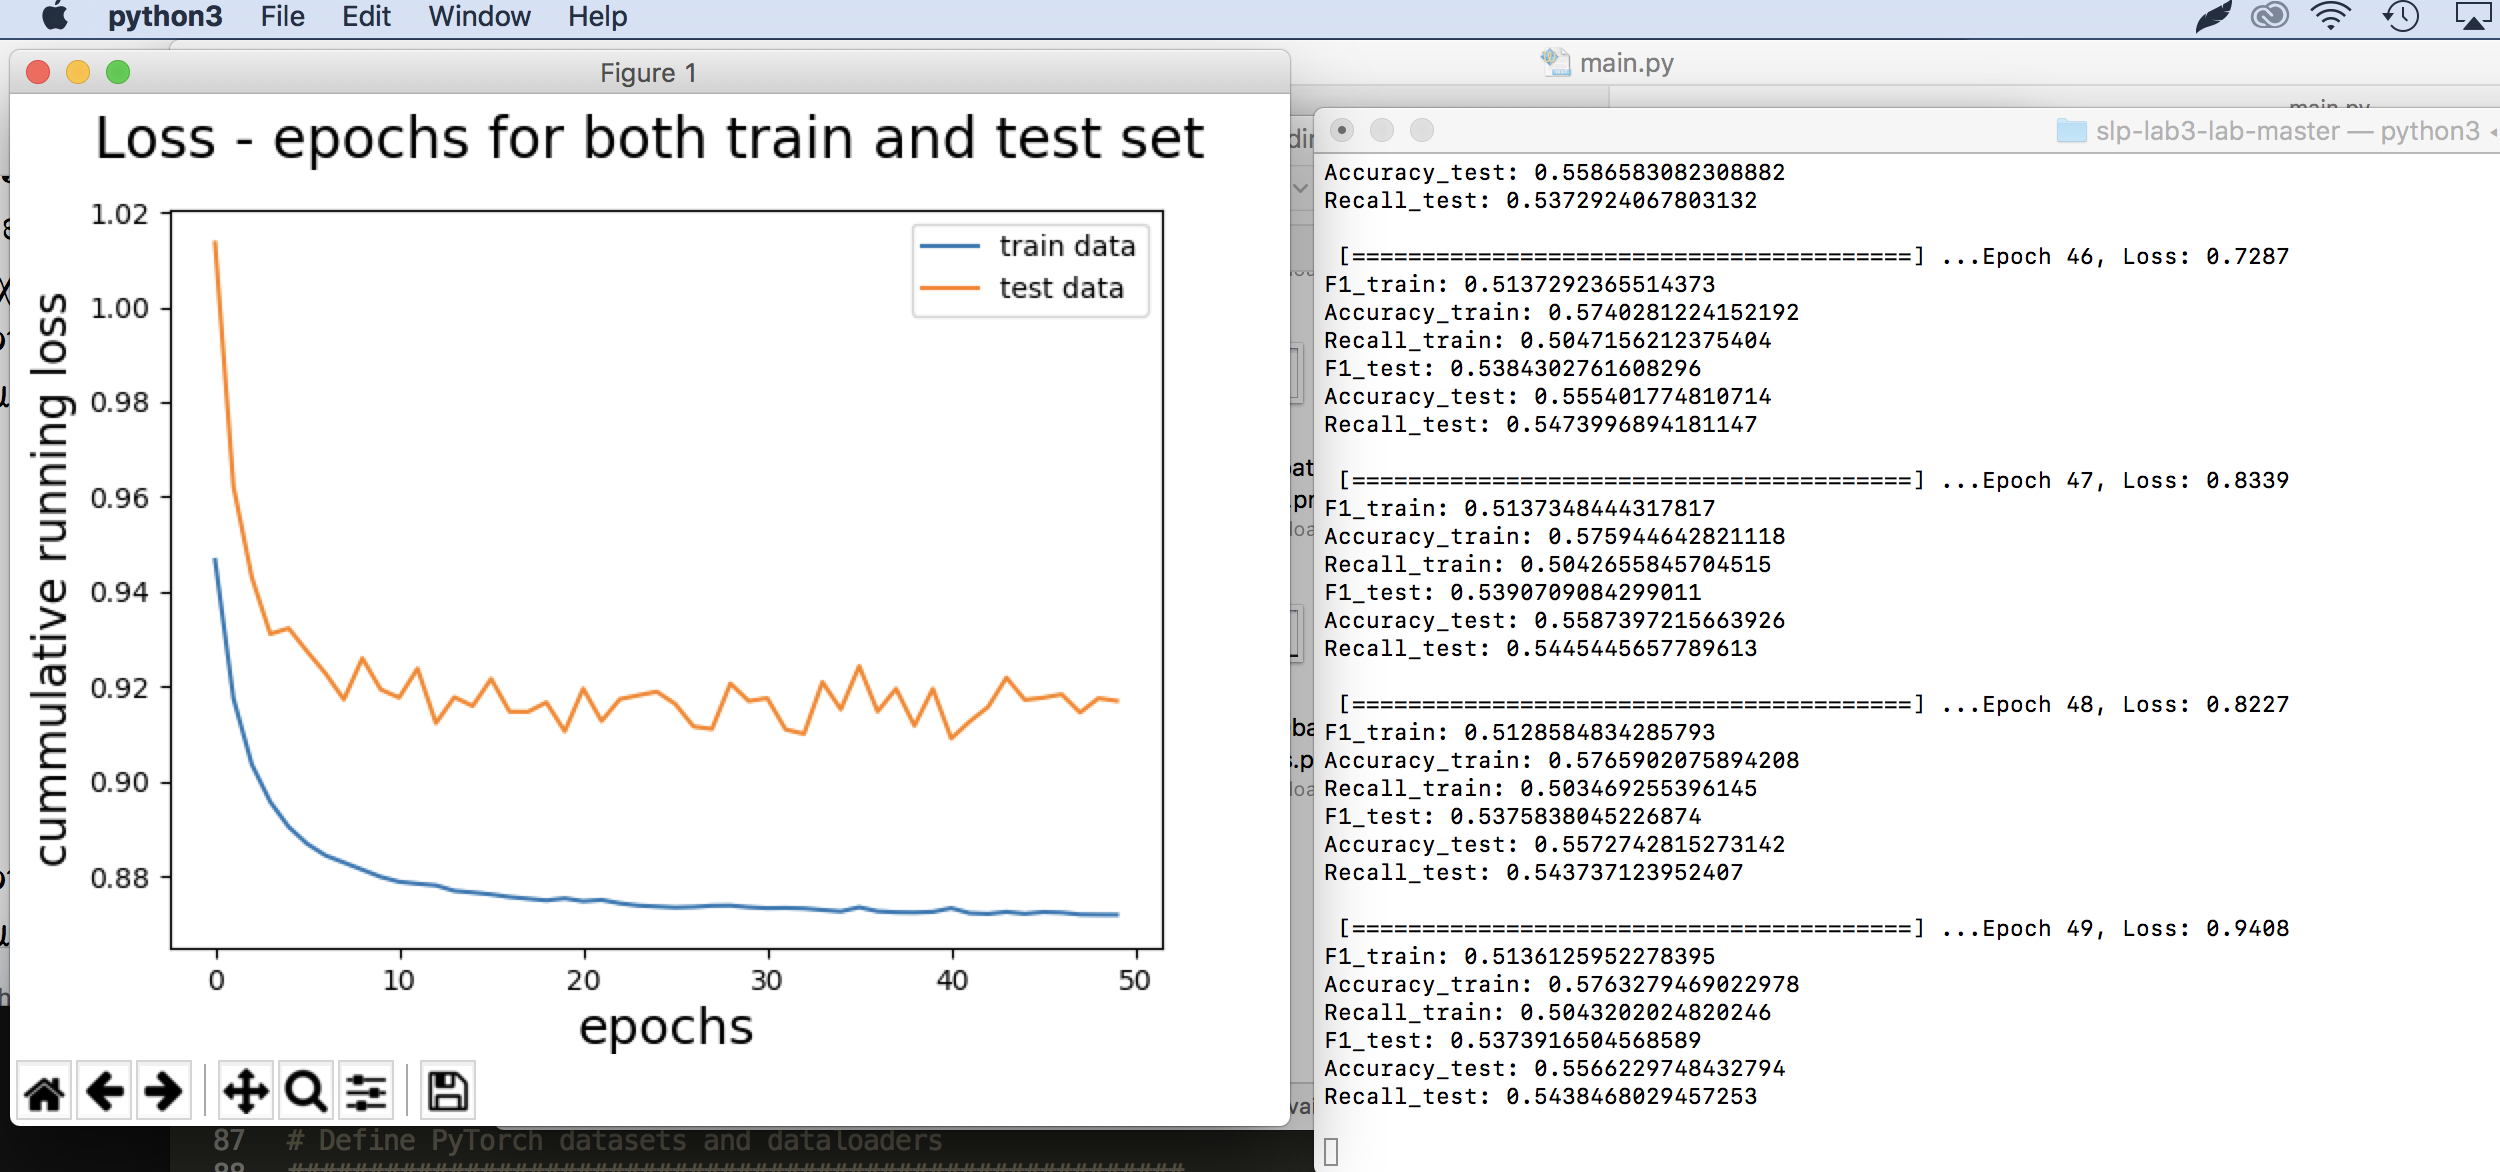 python3 File Edit Window Help
Figure 1
Loss - epochs for both train and test set
train data
test data
cummulative running loss
1.02
1.00
0.98
0.96
0.94
0.92
0.90
0.88
0 10 20 30 40 50
epochs
87 # Define PyTorch datasets and dataloaders
main.py
main.py
slp-lab3-lab-master — python3
Accuracy_test: 0.5586583082308882
Recall_test: 0.5372924067803132
[========================================] ...Epoch 46, Loss: 0.7287
F1_train: 0.5137292365514373
Accuracy_train: 0.5740281224152192
Recall_train: 0.5047156212375404
F1_test: 0.5384302761608296
Accuracy_test: 0.555401774810714
Recall_test: 0.5473996894181147
[========================================] ...Epoch 47, Loss: 0.8339
F1_train: 0.5137348444317817
Accuracy_train: 0.575944642821118
Recall_train: 0.5042655845704515
F1_test: 0.5390709084299011
Accuracy_test: 0.5587397215663926
Recall_test: 0.5445445657789613
[========================================] ...Epoch 48, Loss: 0.8227
F1_train: 0.5128584834285793
Accuracy_train: 0.5765902075894208
Recall_train: 0.503469255396145
F1_test: 0.5375838045226874
Accuracy_test: 0.5572742815273142
Recall_test: 0.543737123952407
[========================================] ...Epoch 49, Loss: 0.9408
F1_train: 0.5136125952278395
Accuracy_train: 0.5763279469022978
Recall_train: 0.5043202024820246
F1_test: 0.5373916504568589
Accuracy_test: 0.5566229748432794
Recall_test: 0.5438468029457253